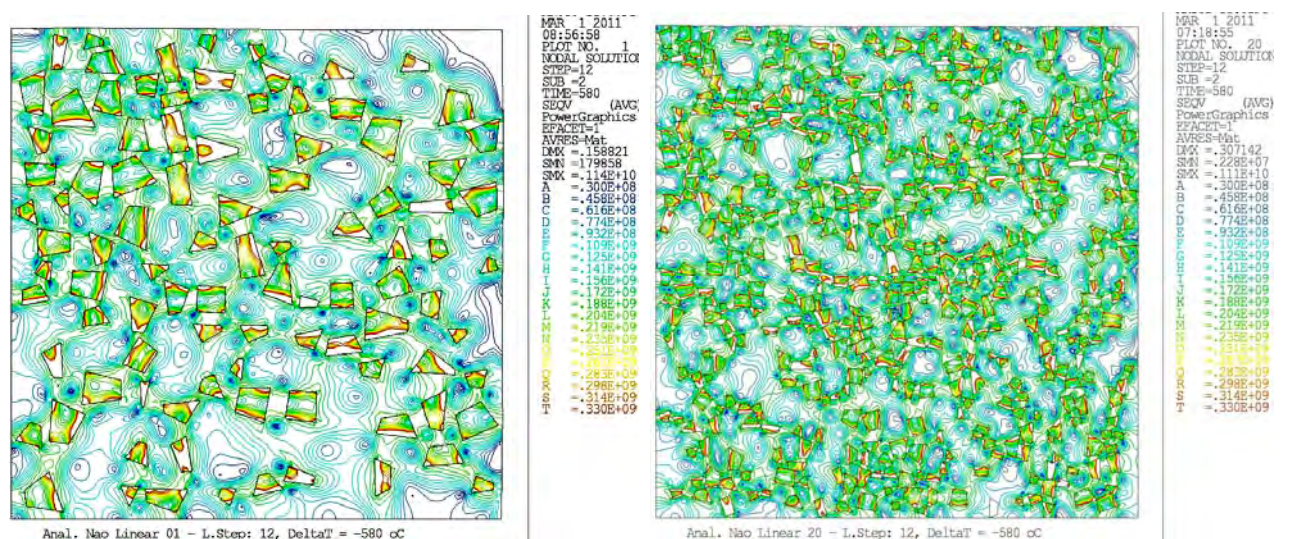 MAR 1 2011
08:56:58
PLOT NO. 1
NODAL SOLUTION
STEP=12
SUB =2
TIME=580
SEQV (AVG)
PowerGraphics
EFACET=1
AVRES=Mat
DMX =.158821
SMN =179858
SMX =.114E+10
A =.300E+08
B =.458E+08
C =.616E+08
D =.774E+08
E =.932E+08
F =.109E+09
G =.125E+09
H =.141E+09
I =.156E+09
J =.172E+09
K =.188E+09
L =.204E+09
M =.219E+09
N =.235E+09
=.251E+09
Q =.283E+09
R =.298E+09
S =.314E+09
T =.330E+09
Anal. Nao Linear 01 - L.Step: 12, DeltaT = -580 oC
MAR 1 2011
07:18:55
PLOT NO. 20
NODAL SOLUTION
STEP=12
SUB =2
TIME=580
SEQV (AVG)
PowerGraphics
EFACET=1
AVRES=Mat
DMX =.307142
SMN =.228E+07
SMX =.111E+10
A =.300E+08
B =.458E+08
C =.616E+08
D =.774E+08
E =.932E+08
F =.109E+09
G =.125E+09
H =.141E+09
I =.156E+09
J =.172E+09
K =.188E+09
L =.204E+09
M =.219E+09
N =.235E+09
Q =.283E+09
R =.298E+09
S =.314E+09
T =.330E+09
Anal. Nao Linear 20 - L.Step: 12, DeltaT = -580 oC